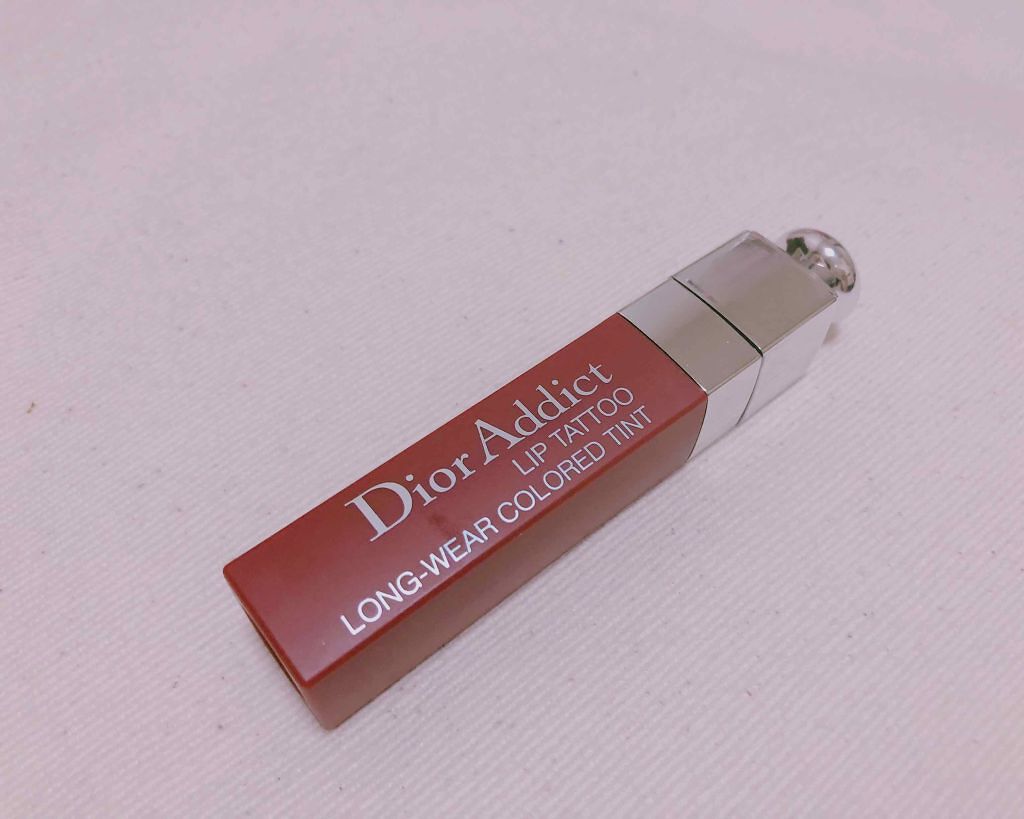 Dior Addict
LIP TATTOO
LONG-WEAR COLORED TINT